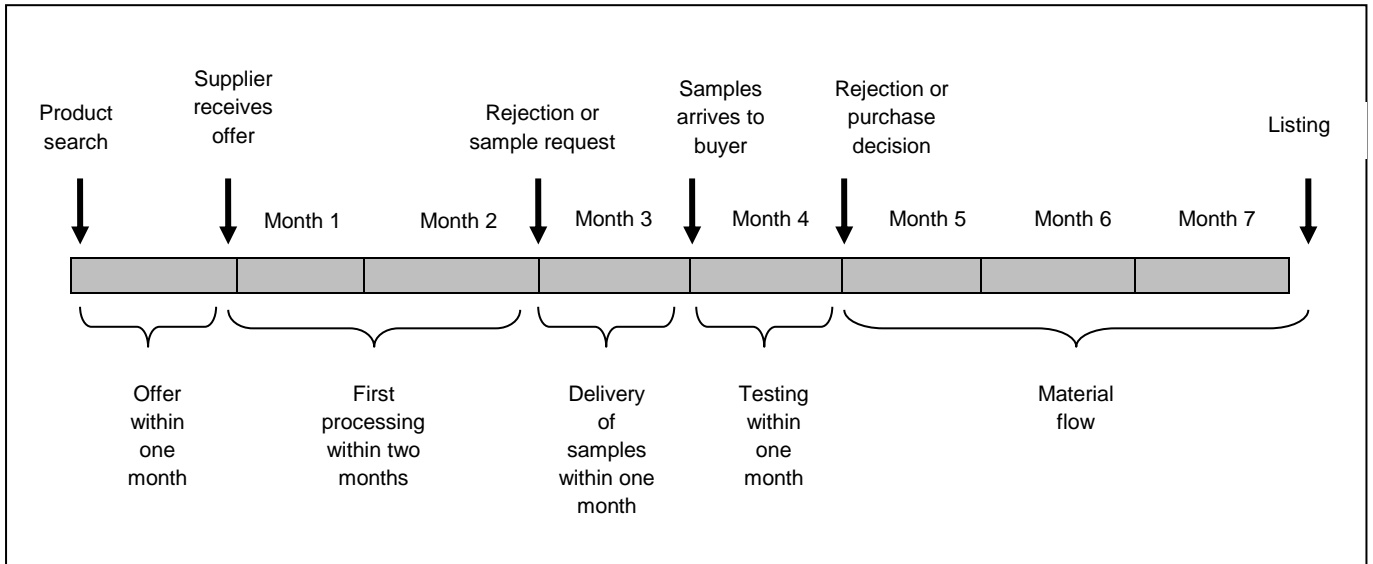 Product
search
Supplier
receives
offer
Rejection or
sample request
Samples
arrives to
buyer
Rejection or
purchase
decision
Listing
Month 1
Month 2
Month 3
Month 4
Month 5
Month 6
Month 7
Offer
within
one
month
First
processing
within two
months
Delivery
of
samples
within one
month
Testing
within
one
month
Material
flow